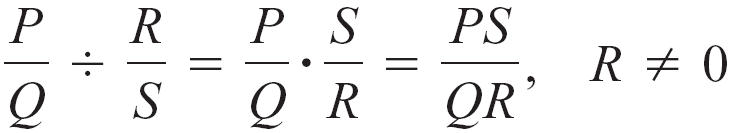 P/Q ÷ R/S = P/Q · S/R = PS/QR, R ≠ 0